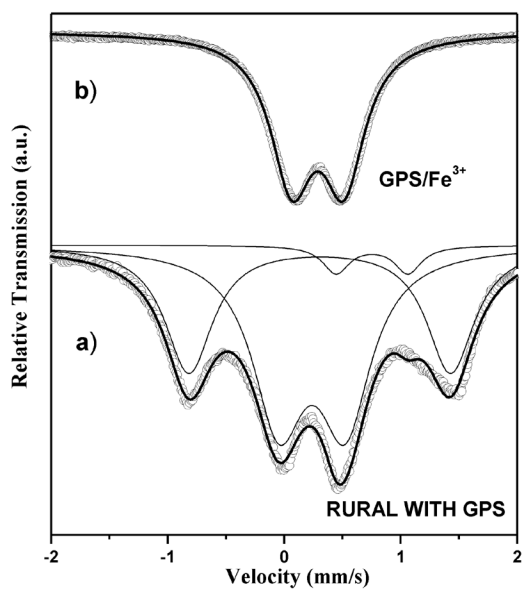 b)
GPS/Fe³⁺
a)
RURAL WITH GPS
Relative Transmission (a.u.)
-2 -1 0 1 2
Velocity (mm/s)